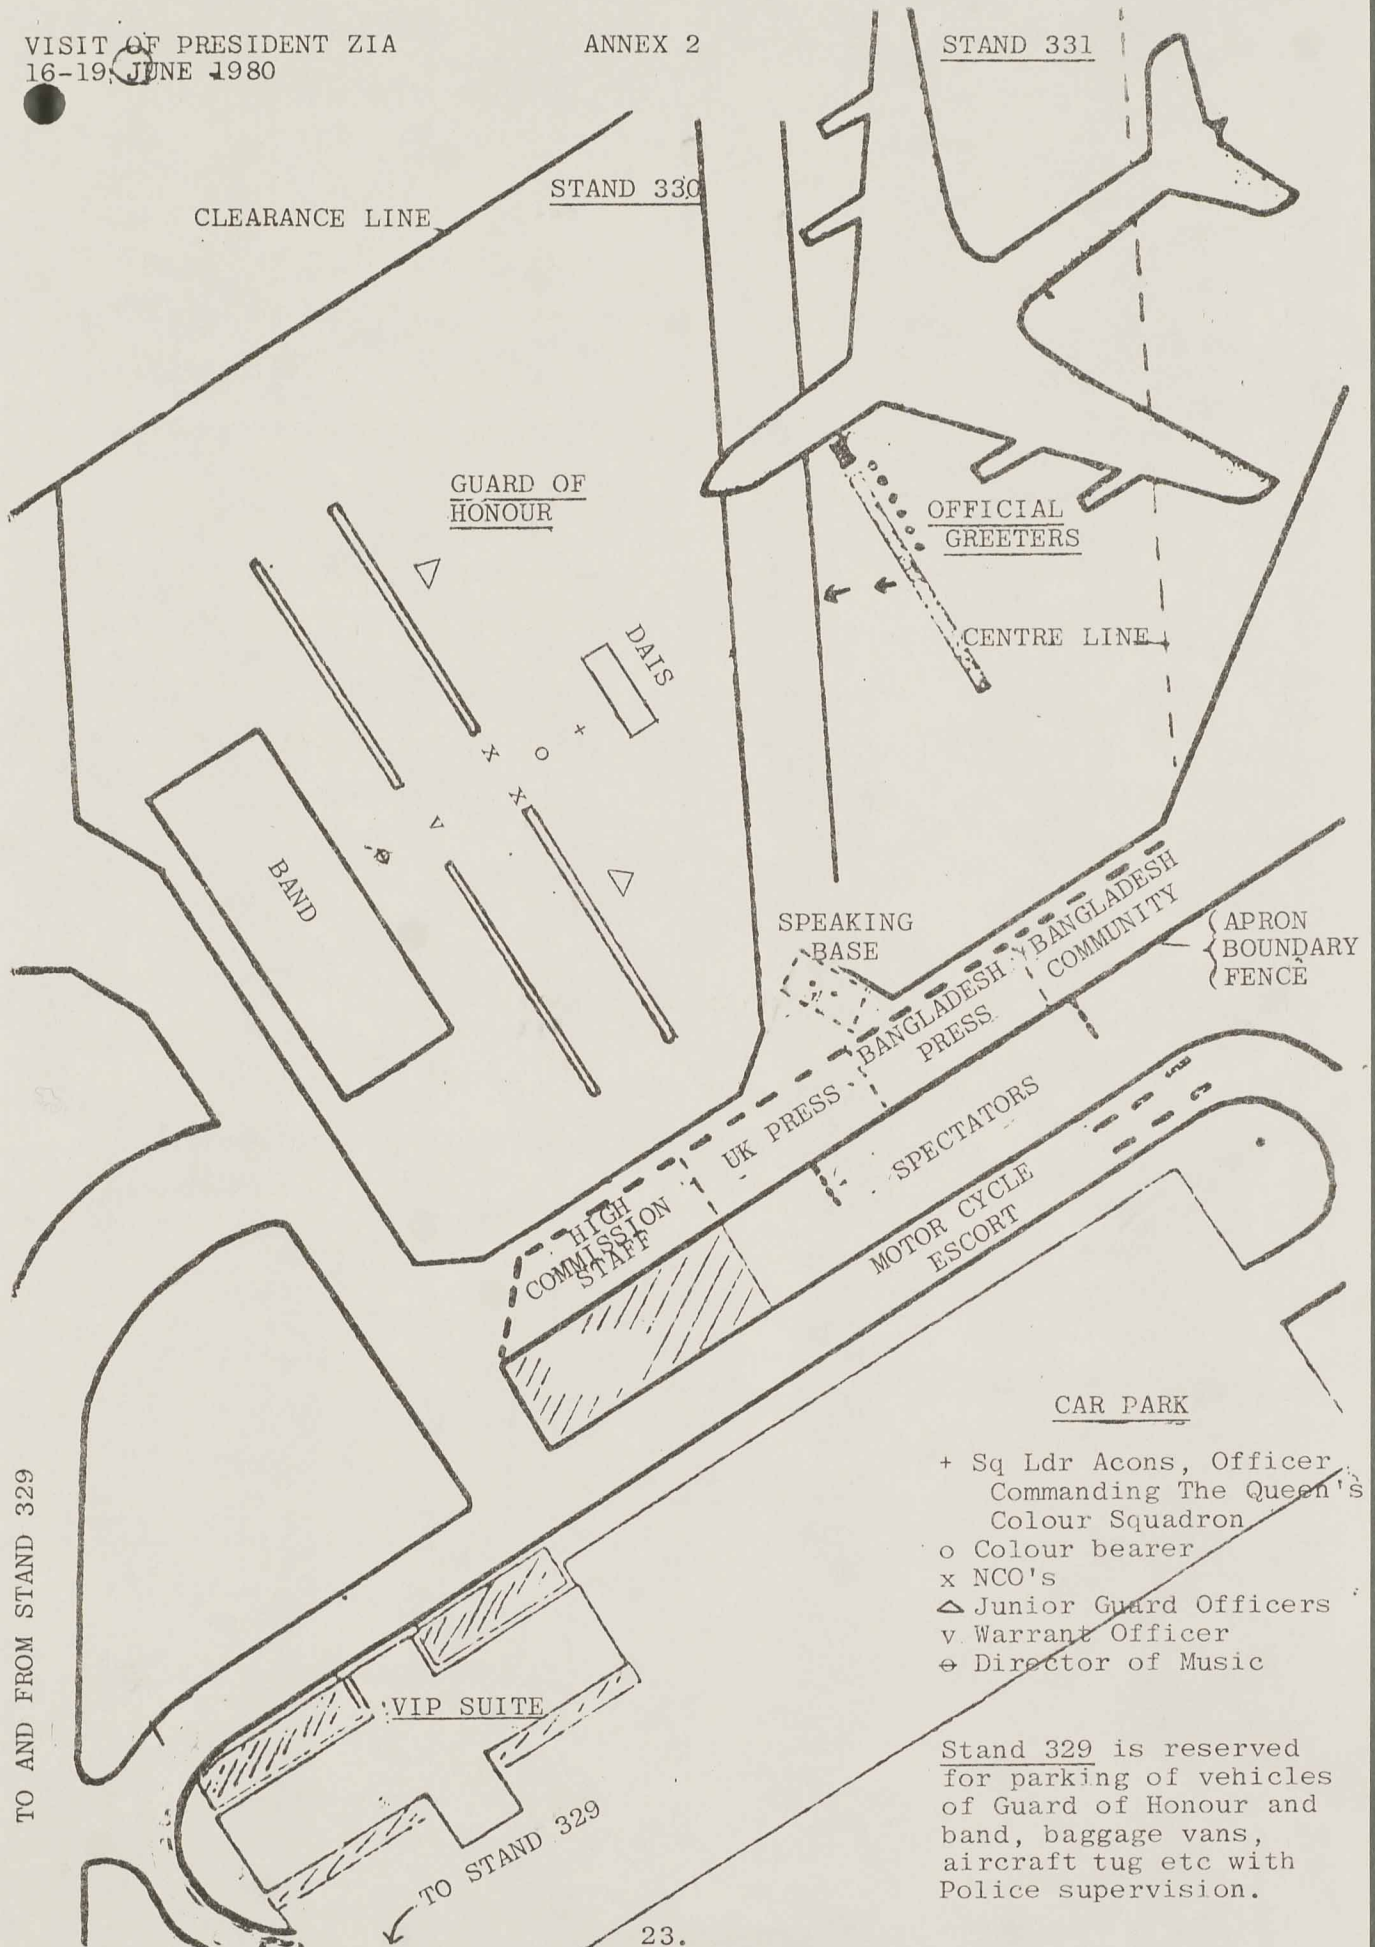 VISIT OF PRESIDENT ZIA
16-19 JUNE 1980
ANNEX 2
STAND 331
STAND 330
CLEARANCE LINE
GUARD OF
HONOUR
OFFICIAL
GREETERS
DAIS
CENTRE LINE
BAND
SPEAKING
BASE
BANGLADESH
COMMUNITY
APRON
BOUNDARY
FENCE
BANGLADESH
PRESS
UK PRESS
SPECTATORS
HIGH
COMMISSION
STAFF
MOTOR CYCLE
ESCORT
CAR PARK
+ Sq Ldr Acons, Officer
Commanding The Queen's
Colour Squadron
o Colour bearer
x NCO's
△ Junior Guard Officers
v Warrant Officer
ɵ Director of Music
TO AND FROM STAND 329
VIP SUITE
TO STAND 329
Stand 329 is reserved
for parking of vehicles
of Guard of Honour and
band, baggage vans,
aircraft tug etc with
Police supervision.
23.